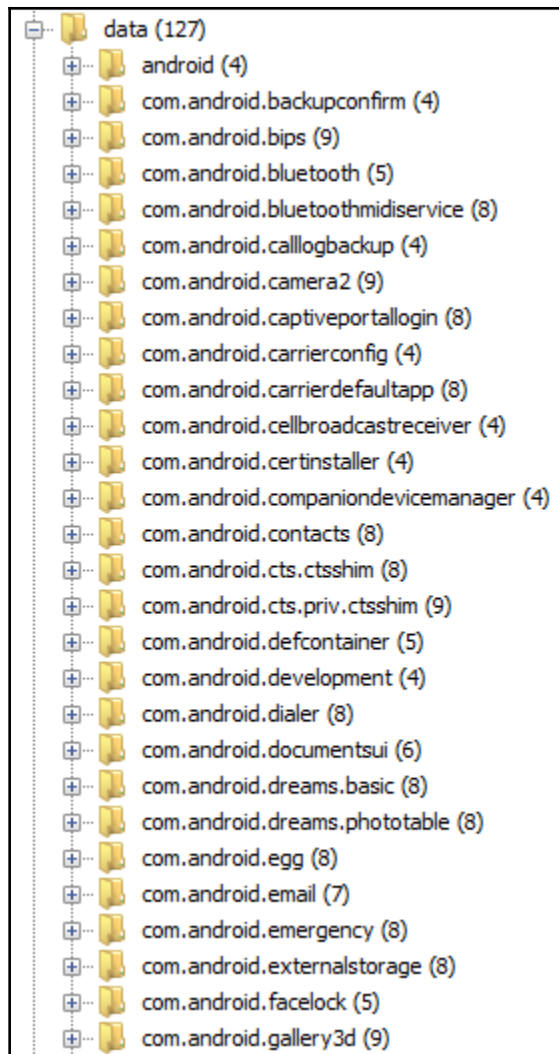 data (127)
android (4)
com.android.backupconfirm (4)
com.android.bips (9)
com.android.bluetooth (5)
com.android.bluetoothmidiservice (8)
com.android.calllogbackup (4)
com.android.camera2 (9)
com.android.captiveportallogin (8)
com.android.carrierconfig (4)
com.android.carrierdefaultapp (8)
com.android.cellbroadcastreceiver (4)
com.android.certinstaller (4)
com.android.companiondevicemanager (4)
com.android.contacts (8)
com.android.cts.ctsshim (8)
com.android.cts.priv.ctsshim (9)
com.android.defcontainer (5)
com.android.development (4)
com.android.dialer (8)
com.android.documentsui (6)
com.android.dreams.basic (8)
com.android.dreams.phototable (8)
com.android.egg (8)
com.android.email (7)
com.android.emergency (8)
com.android.externalstorage (8)
com.android.facelock (5)
com.android.gallery3d (9)